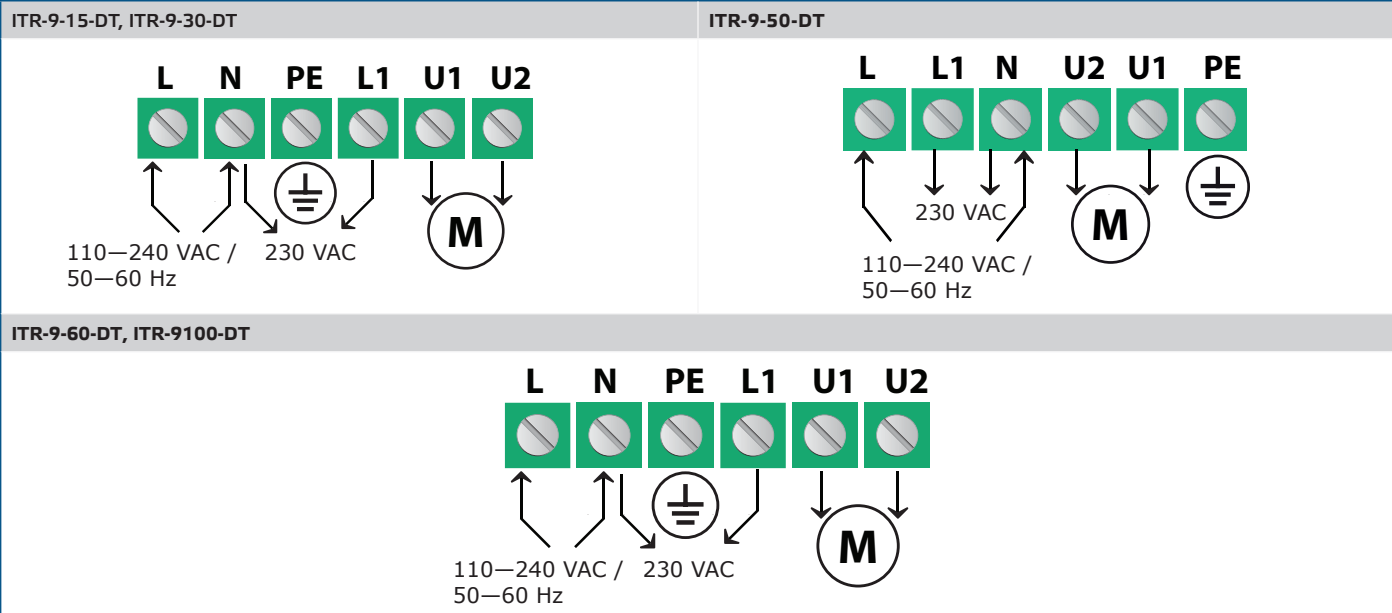 ITR-9-15-DT, ITR-9-30-DT
L N PE L1 U1 U2
M
110—240 VAC / 230 VAC
50—60 Hz
ITR-9-50-DT
L L1 N U2 U1 PE
230 VAC
M
110—240 VAC /
50—60 Hz
ITR-9-60-DT, ITR-9100-DT
L N PE L1 U1 U2
M
110—240 VAC / 230 VAC
50—60 Hz